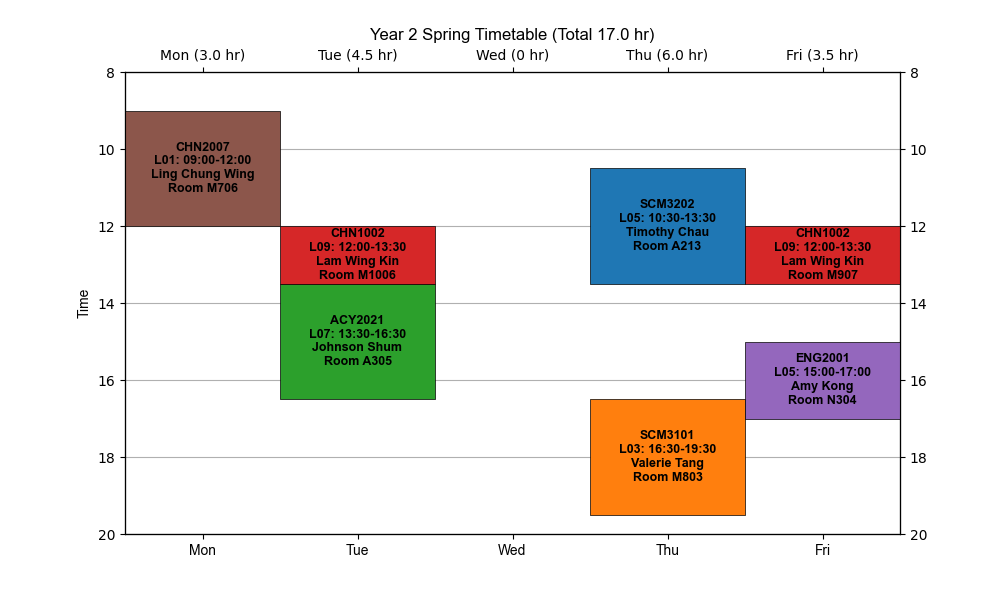 Year 2 Spring Timetable (Total 17.0 hr)
Mon (3.0 hr) Tue (4.5 hr) Wed (0 hr) Thu (6.0 hr) Fri (3.5 hr)
8 8
CHN2007
L01: 09:00-12:00
Ling Chung Wing
Room M706
10 10
SCM3202
L05: 10:30-13:30
Timothy Chau
Room A213
12 12
CHN1002
L09: 12:00-13:30
Lam Wing Kin
Room M1006
CHN1002
L09: 12:00-13:30
Lam Wing Kin
Room M907
Time
14 14
ACY2021
L07: 13:30-16:30
Johnson Shum
Room A305
ENG2001
L05: 15:00-17:00
Amy Kong
Room N304
16 16
SCM3101
L03: 16:30-19:30
Valerie Tang
Room M803
18 18
20 20
Mon Tue Wed Thu Fri